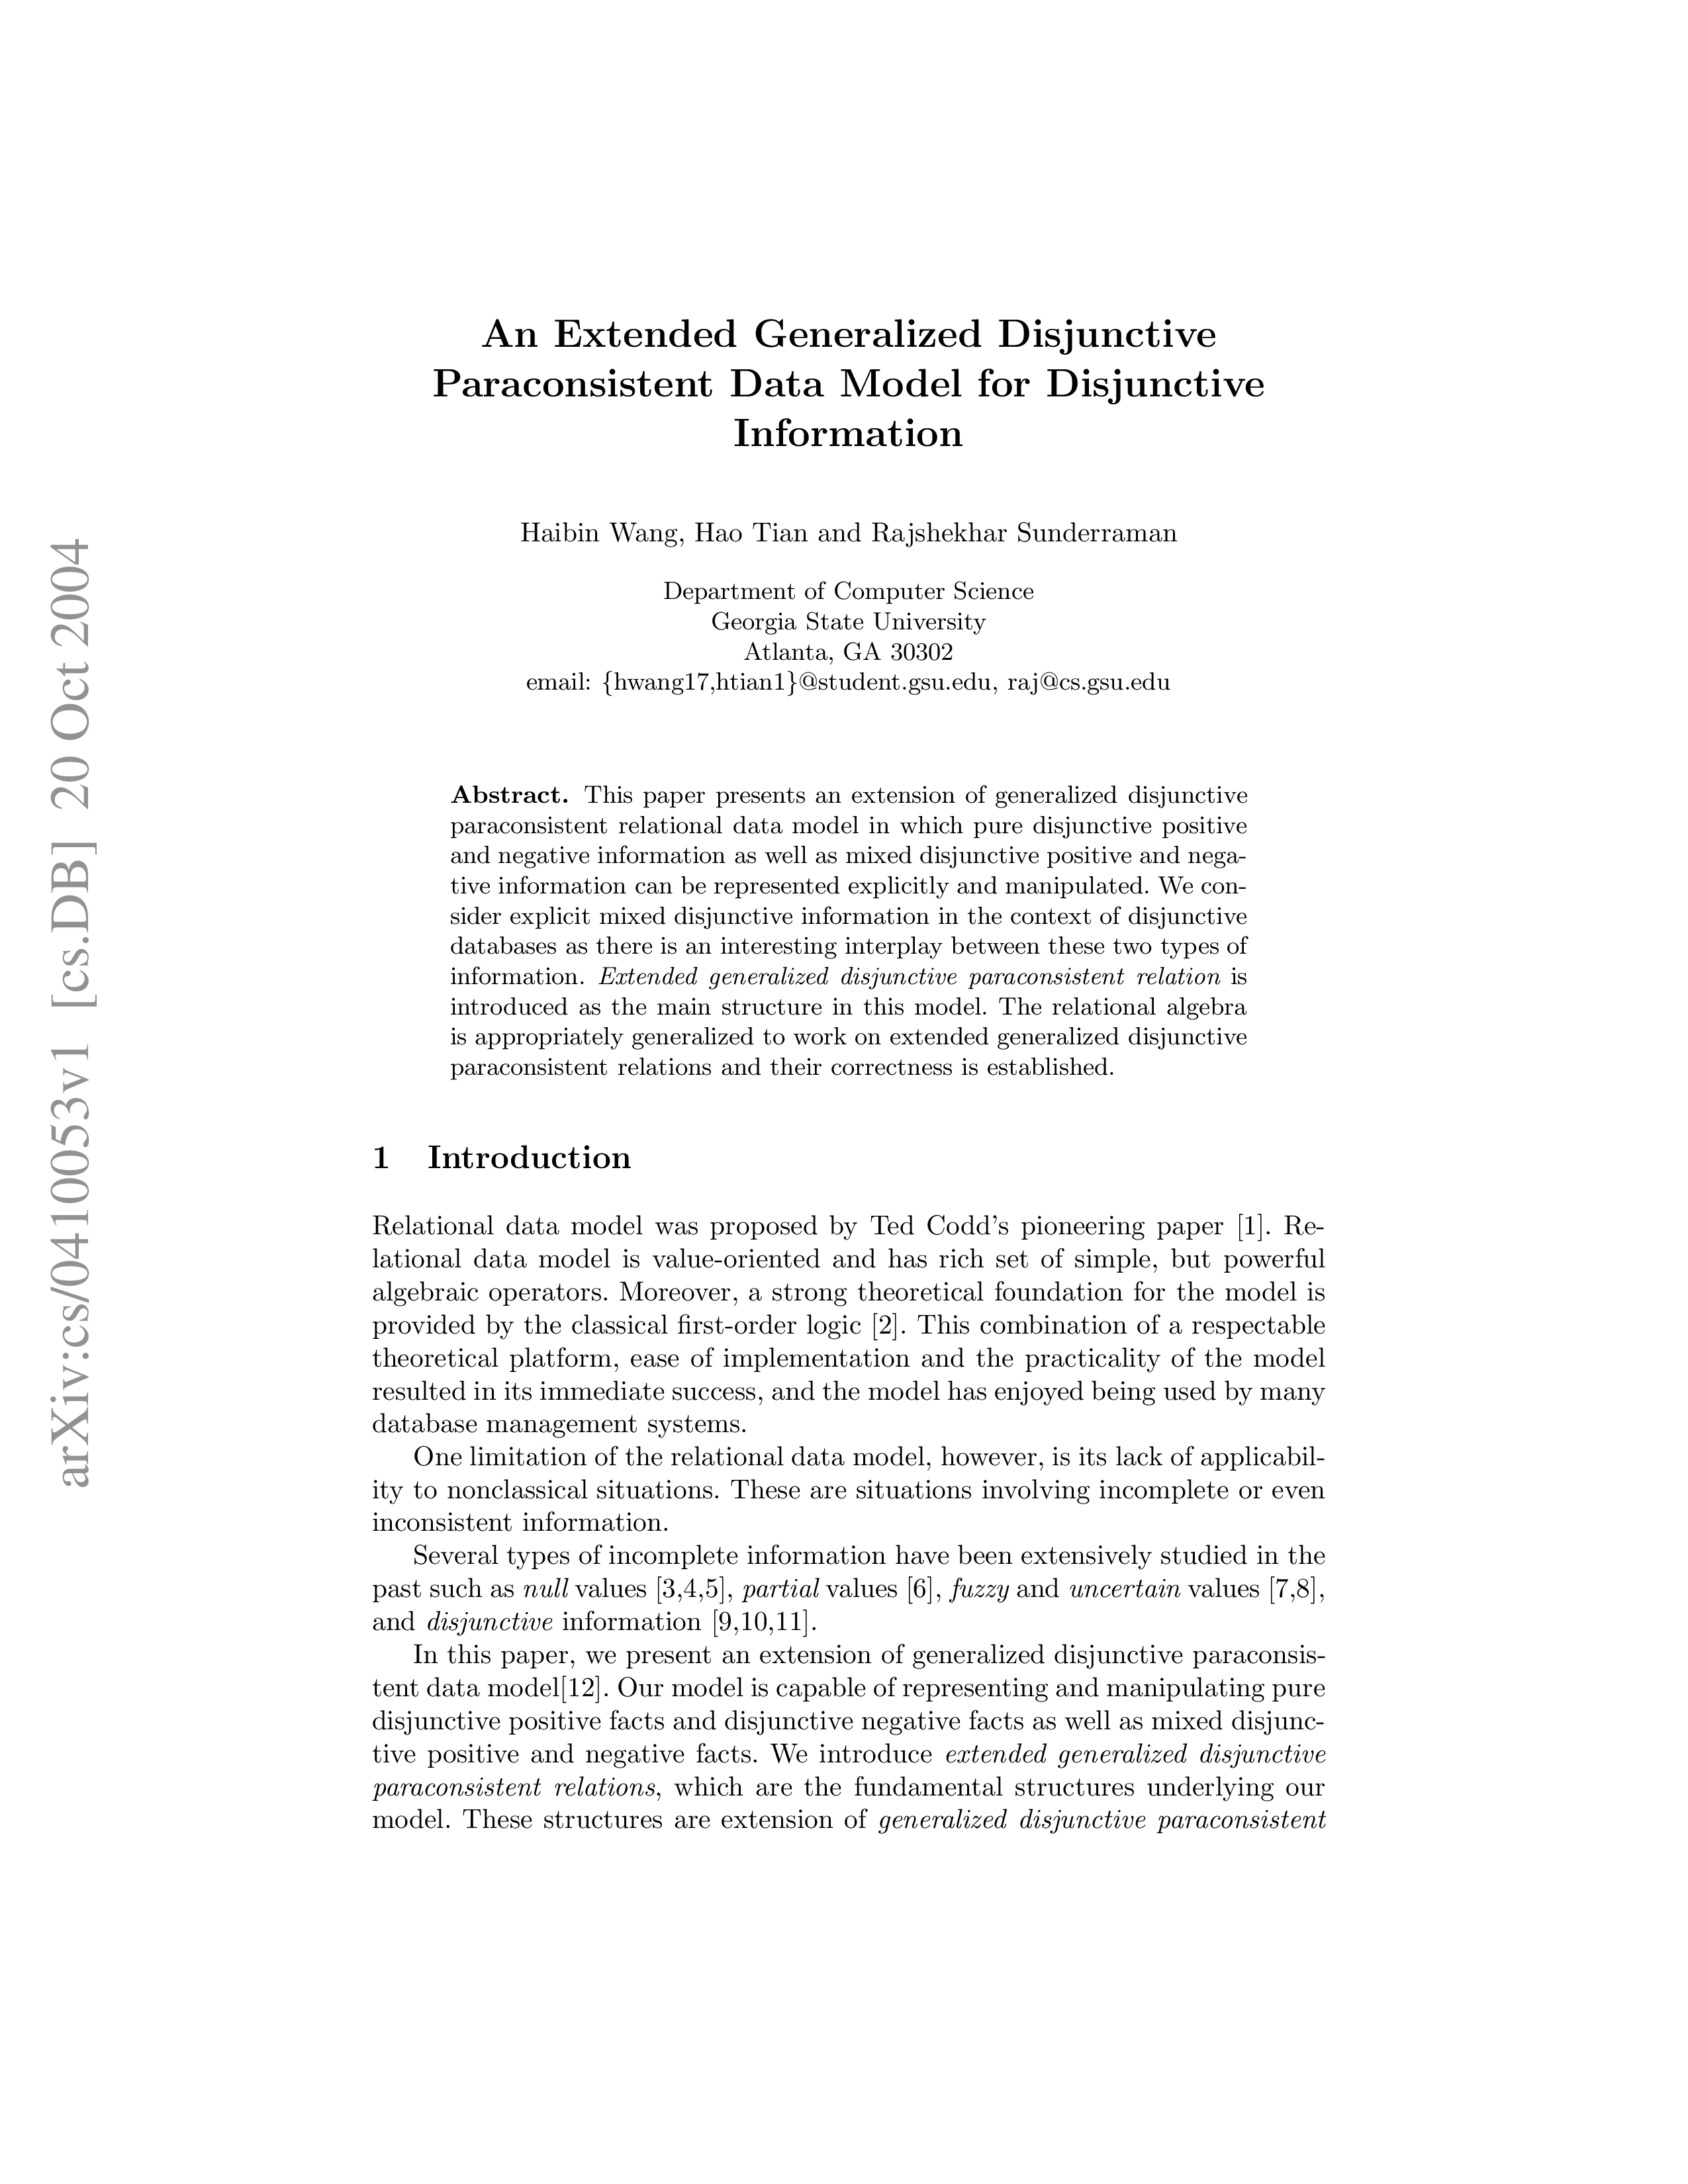 An Extended Generalized Disjunctive
Paraconsistent Data Model for Disjunctive
Information
Haibin Wang, Hao Tian and Rajshekhar Sunderraman
Department of Computer Science
Georgia State University
Atlanta, GA 30302
email: {hwang17,htian1}@student.gsu.edu, raj@cs.gsu.edu
Abstract. This paper presents an extension of generalized disjunctive
paraconsistent relational data model in which pure disjunctive positive
and negative information as well as mixed disjunctive positive and nega-
tive information can be represented explicitly and manipulated. We con-
sider explicit mixed disjunctive information in the context of disjunctive
databases as there is an interesting interplay between these two types of
information. Extended generalized disjunctive paraconsistent relation is
introduced as the main structure in this model. The relational algebra
is appropriately generalized to work on extended generalized disjunctive
paraconsistent relations and their correctness is established.
1 Introduction
Relational data model was proposed by Ted Codd's pioneering paper [1]. Re-
lational data model is value-oriented and has rich set of simple, but powerful
algebraic operators. Moreover, a strong theoretical foundation for the model is
provided by the classical first-order logic [2]. This combination of a respectable
theoretical platform, ease of implementation and the practicality of the model
resulted in its immediate success, and the model has enjoyed being used by many
database management systems.
One limitation of the relational data model, however, is its lack of applicabil-
ity to nonclassical situations. These are situations involving incomplete or even
inconsistent information.
Several types of incomplete information have been extensively studied in the
past such as null values [3,4,5], partial values [6], fuzzy and uncertain values [7,8],
and disjunctive information [9,10,11].
In this paper, we present an extension of generalized disjunctive paraconsis-
tent data model[12]. Our model is capable of representing and manipulating pure
disjunctive positive facts and disjunctive negative facts as well as mixed disjunc-
tive positive and negative facts. We introduce extended generalized disjunctive
paraconsistent relations, which are the fundamental structures underlying our
model. These structures are extension of generalized disjunctive paraconsistent
arXiv:cs/0410053v1 [cs.DB] 20 Oct 2004